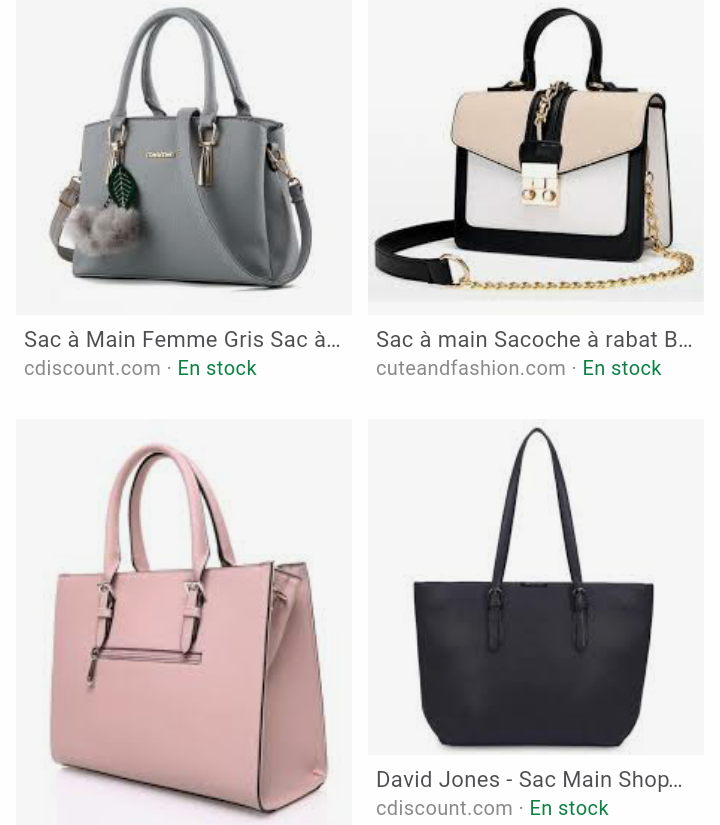 Sac à Main Femme Gris Sac à...
cdiscount.com · En stock
Sac à main Sacoche à rabat B...
cuteandfashion.com · En stock
David Jones - Sac Main Shop...
cdiscount.com · En stock